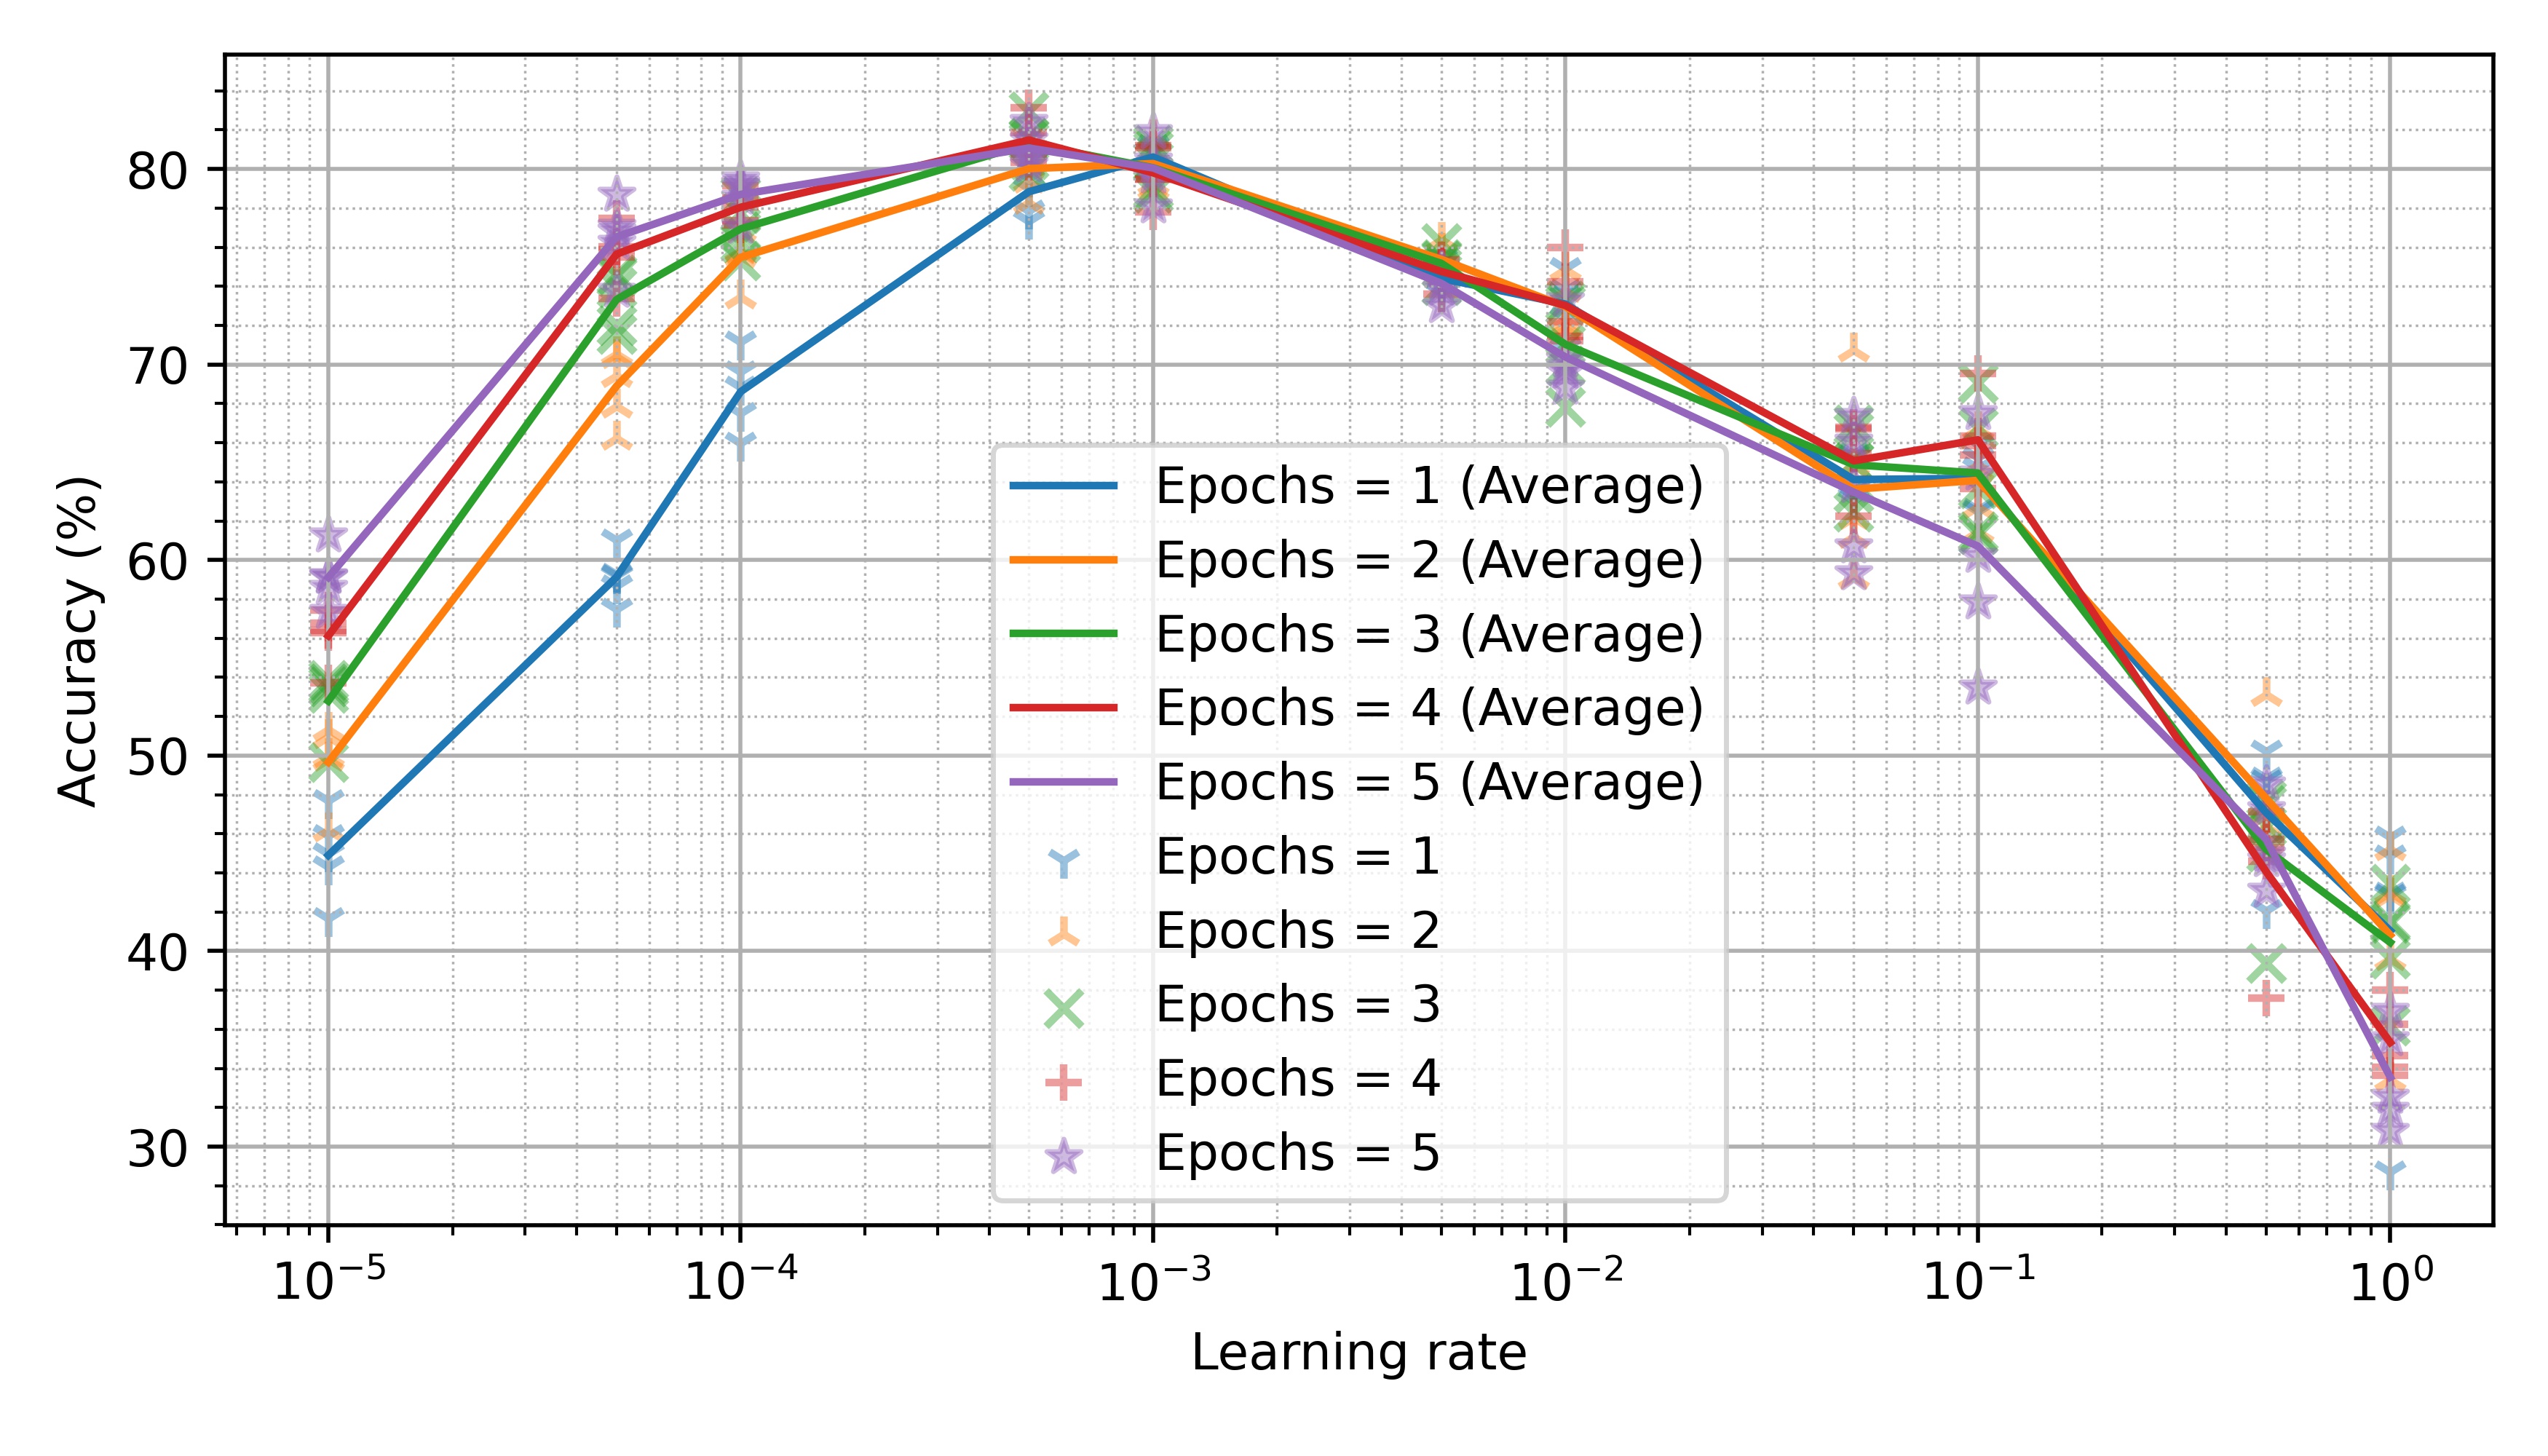 Accuracy (%)
80
70
60
50
40
30
Epochs = 1 (Average)
Epochs = 2 (Average)
Epochs = 3 (Average)
Epochs = 4 (Average)
Epochs = 5 (Average)
Epochs = 1
Epochs = 2
Epochs = 3
Epochs = 4
Epochs = 5
10⁻⁵ 10⁻⁴ 10⁻³ 10⁻² 10⁻¹ 10⁰
Learning rate